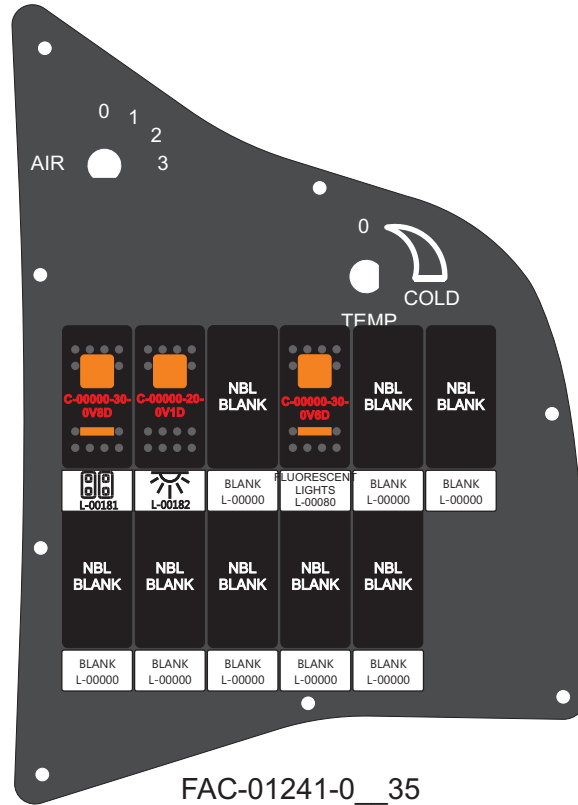 0
1
2
AIR
3
0
COLD
TEMP
C-00000-30-
0V8D
C-00000-20-
0V1D
NBL
BLANK
C-00000-30-
0V6D
NBL
BLANK
NBL
BLANK
L-00181
L-00182
BLANK
L-00000
FLUORESCENT
LIGHTS
L-00080
BLANK
L-00000
BLANK
L-00000
NBL
BLANK
NBL
BLANK
NBL
BLANK
NBL
BLANK
NBL
BLANK
BLANK
L-00000
BLANK
L-00000
BLANK
L-00000
BLANK
L-00000
BLANK
L-00000
FAC-01241-0__35